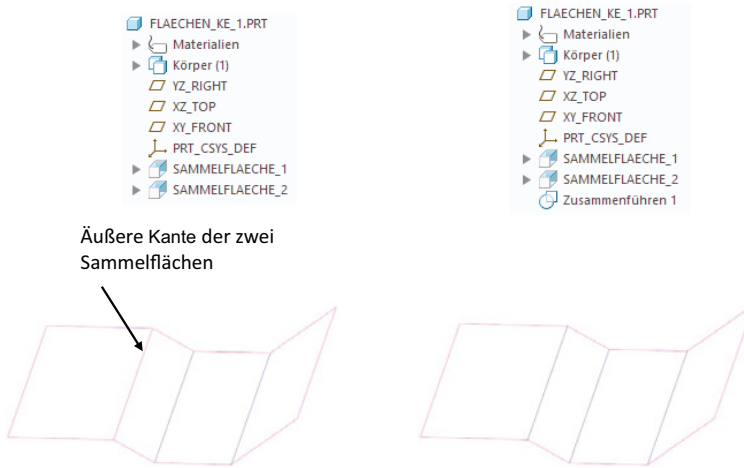 FLAECHEN_KE_1.PRT
Materialien
Körper (1)
YZ_RIGHT
XZ_TOP
XY_FRONT
PRT_CSYS_DEF
SAMMELFLAECHE_1
SAMMELFLAECHE_2
FLAECHEN_KE_1.PRT
Materialien
Körper (1)
YZ_RIGHT
XZ_TOP
XY_FRONT
PRT_CSYS_DEF
SAMMELFLAECHE_1
SAMMELFLAECHE_2
Zusammenführen 1
Äußere Kante der zwei
Sammelflächen